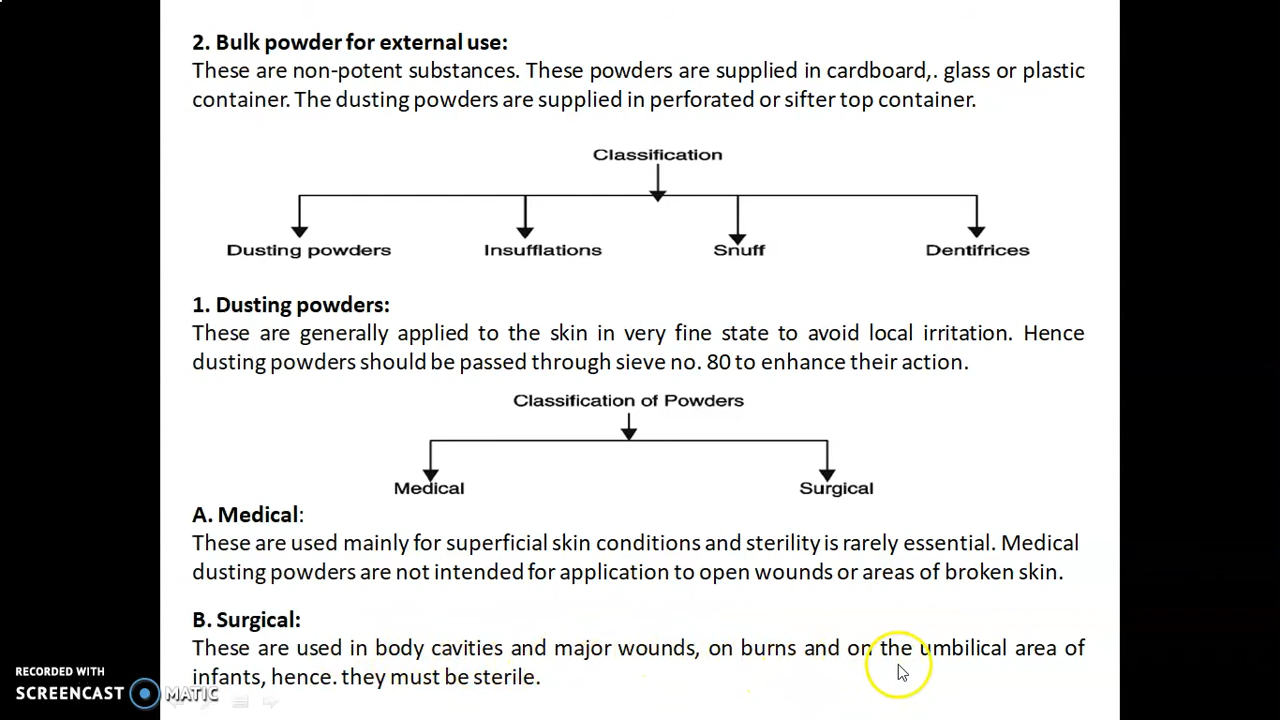 2. Bulk powder for external use:
These are non-potent substances. These powders are supplied in cardboard,. glass or plastic
container. The dusting powders are supplied in perforated or sifter top container.
Classification
Dusting powders Insufflations Snuff Dentifrices
1. Dusting powders:
These are generally applied to the skin in very fine state to avoid local irritation. Hence
dusting powders should be passed through sieve no. 80 to enhance their action.
Classification of Powders
Medical Surgical
A. Medical:
These are used mainly for superficial skin conditions and sterility is rarely essential. Medical
dusting powders are not intended for application to open wounds or areas of broken skin.
B. Surgical:
These are used in body cavities and major wounds, on burns and on the umbilical area of
infants, hence. they must be sterile.
RECORDED WITH
SCREENCAST MATIC